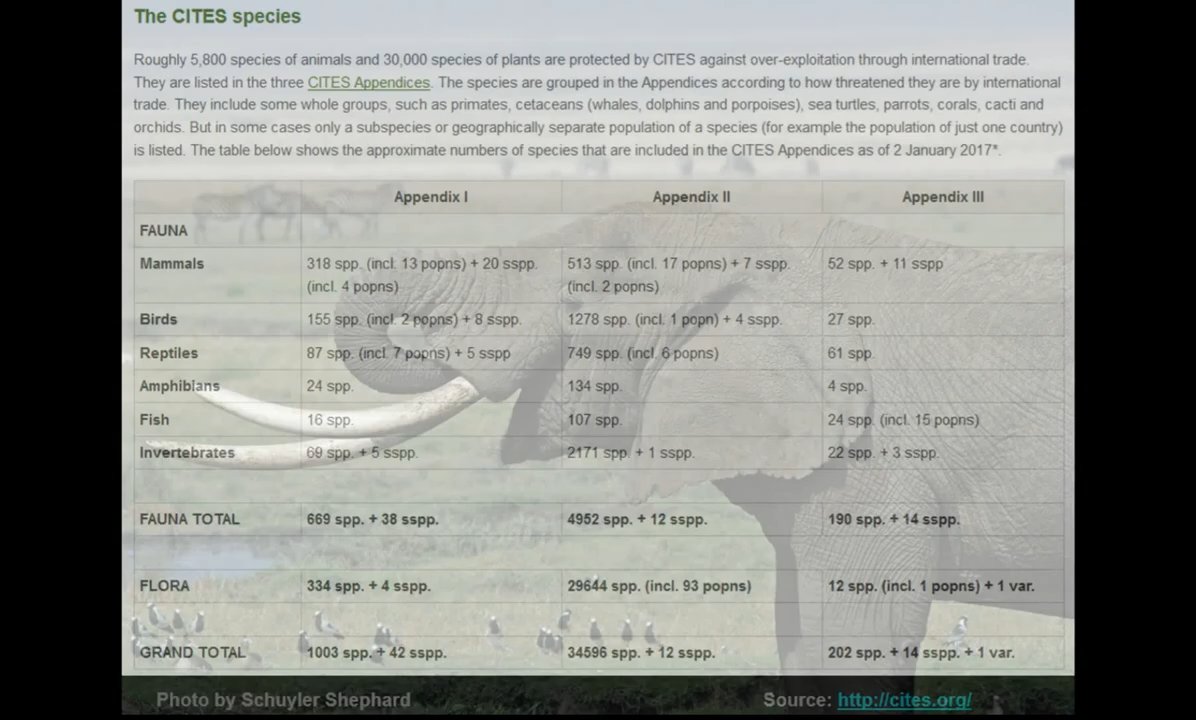 The CITES species
Roughly 5,800 species of animals and 30,000 species of plants are protected by CITES against over-exploitation through international trade.
They are listed in the three CITES Appendices. The species are grouped in the Appendices according to how threatened they are by international
trade. They include some whole groups, such as primates, cetaceans (whales, dolphins and porpoises), sea turtles, parrots, corals, cacti and
orchids. But in some cases only a subspecies or geographically separate population of a species (for example the population of just one country)
is listed. The table below shows the approximate numbers of species that are included in the CITES Appendices as of 2 January 2017*.
Appendix I Appendix II Appendix III
FAUNA
Mammals 318 spp. (incl. 13 popns) + 20 sspp. 513 spp. (incl. 17 popns) + 7 sspp. 52 spp. + 11 sspp
(incl. 4 popns) (incl. 2 popns)
Birds 155 spp. (incl. 2 popns) + 8 sspp. 1278 spp. (incl. 1 popn) + 4 sspp. 27 spp.
Reptiles 87 spp. (incl. 7 popns) + 5 sspp 749 spp. (incl. 6 popns) 61 spp.
Amphibians 24 spp. 134 spp. 4 spp.
Fish 16 spp. 107 spp. 24 spp. (incl. 15 popns)
Invertebrates 69 spp. + 5 sspp. 2171 spp. + 1 sspp. 22 spp. + 3 sspp.
FAUNA TOTAL 669 spp. + 38 sspp. 4952 spp. + 12 sspp. 190 spp. + 14 sspp.
FLORA 334 spp. + 4 sspp. 29644 spp. (incl. 93 popns) 12 spp. (incl. 1 popns) + 1 var.
GRAND TOTAL 1003 spp. + 42 sspp. 34596 spp. + 12 sspp. 202 spp. + 14 sspp. + 1 var.
Photo by Schuyler Shephard Source: http://cites.org/